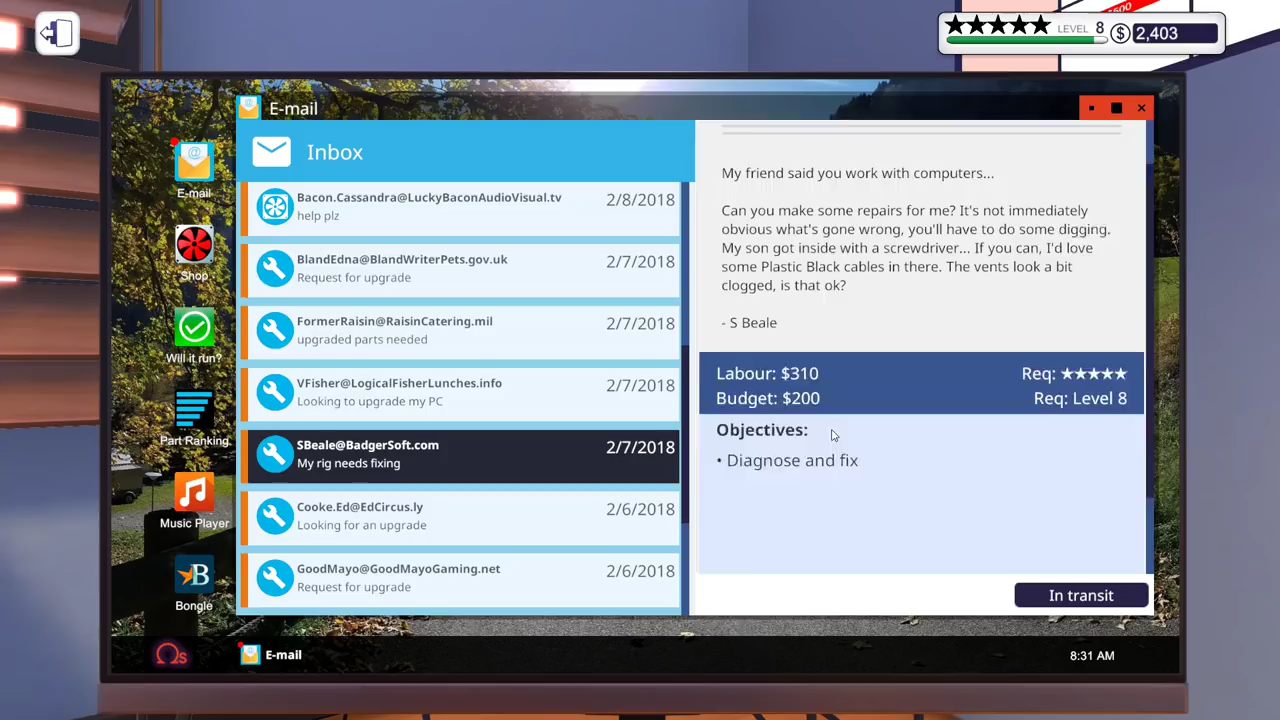 LEVEL 8
$ 2,403
E-mail
Inbox
Bacon.Cassandra@LuckyBaconAudioVisual.tv 2/8/2018
help plz
BlandEdna@BlandWriterPets.gov.uk 2/7/2018
Request for upgrade
FormerRaisin@RaisinCatering.mil 2/7/2018
upgraded parts needed
VFisher@LogicalFisherLunches.info 2/7/2018
Looking to upgrade my PC
SBeale@BadgerSoft.com 2/7/2018
My rig needs fixing
Cooke.Ed@EdCircus.ly 2/6/2018
Looking for an upgrade
GoodMayo@GoodMayoGaming.net 2/6/2018
Request for upgrade
My friend said you work with computers...
Can you make some repairs for me? It's not immediately
obvious what's gone wrong, you'll have to do some digging.
My son got inside with a screwdriver... If you can, I'd love
some Plastic Black cables in there. The vents look a bit
clogged, is that ok?
- S Beale
Labour: $310 Req: ★★★★★
Budget: $200 Req: Level 8
Objectives:
• Diagnose and fix
In transit
E-mail
Shop
Will it run?
Part Ranking
Music Player
B
Bongle
Ωs
E-mail
8:31 AM